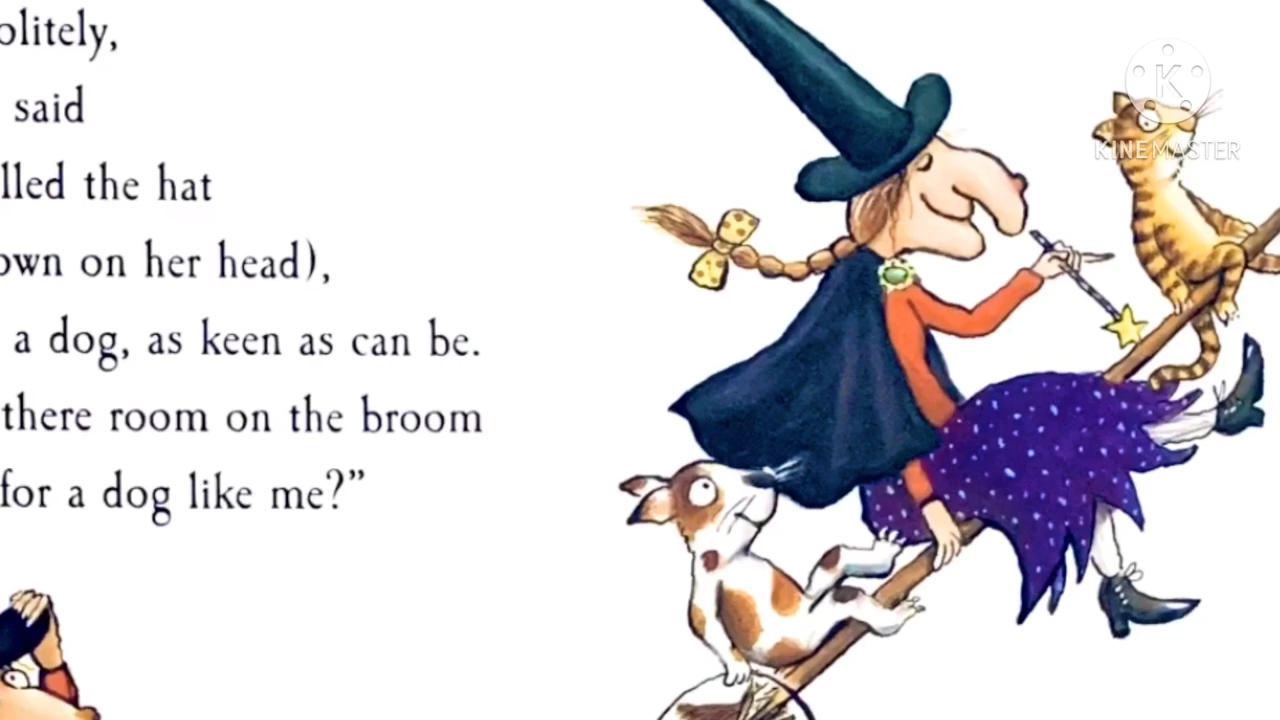 olitely,
said
lled the hat
own on her head),
a dog, as keen as can be.
there room on the broom
for a dog like me?”
K
KINEMASTER